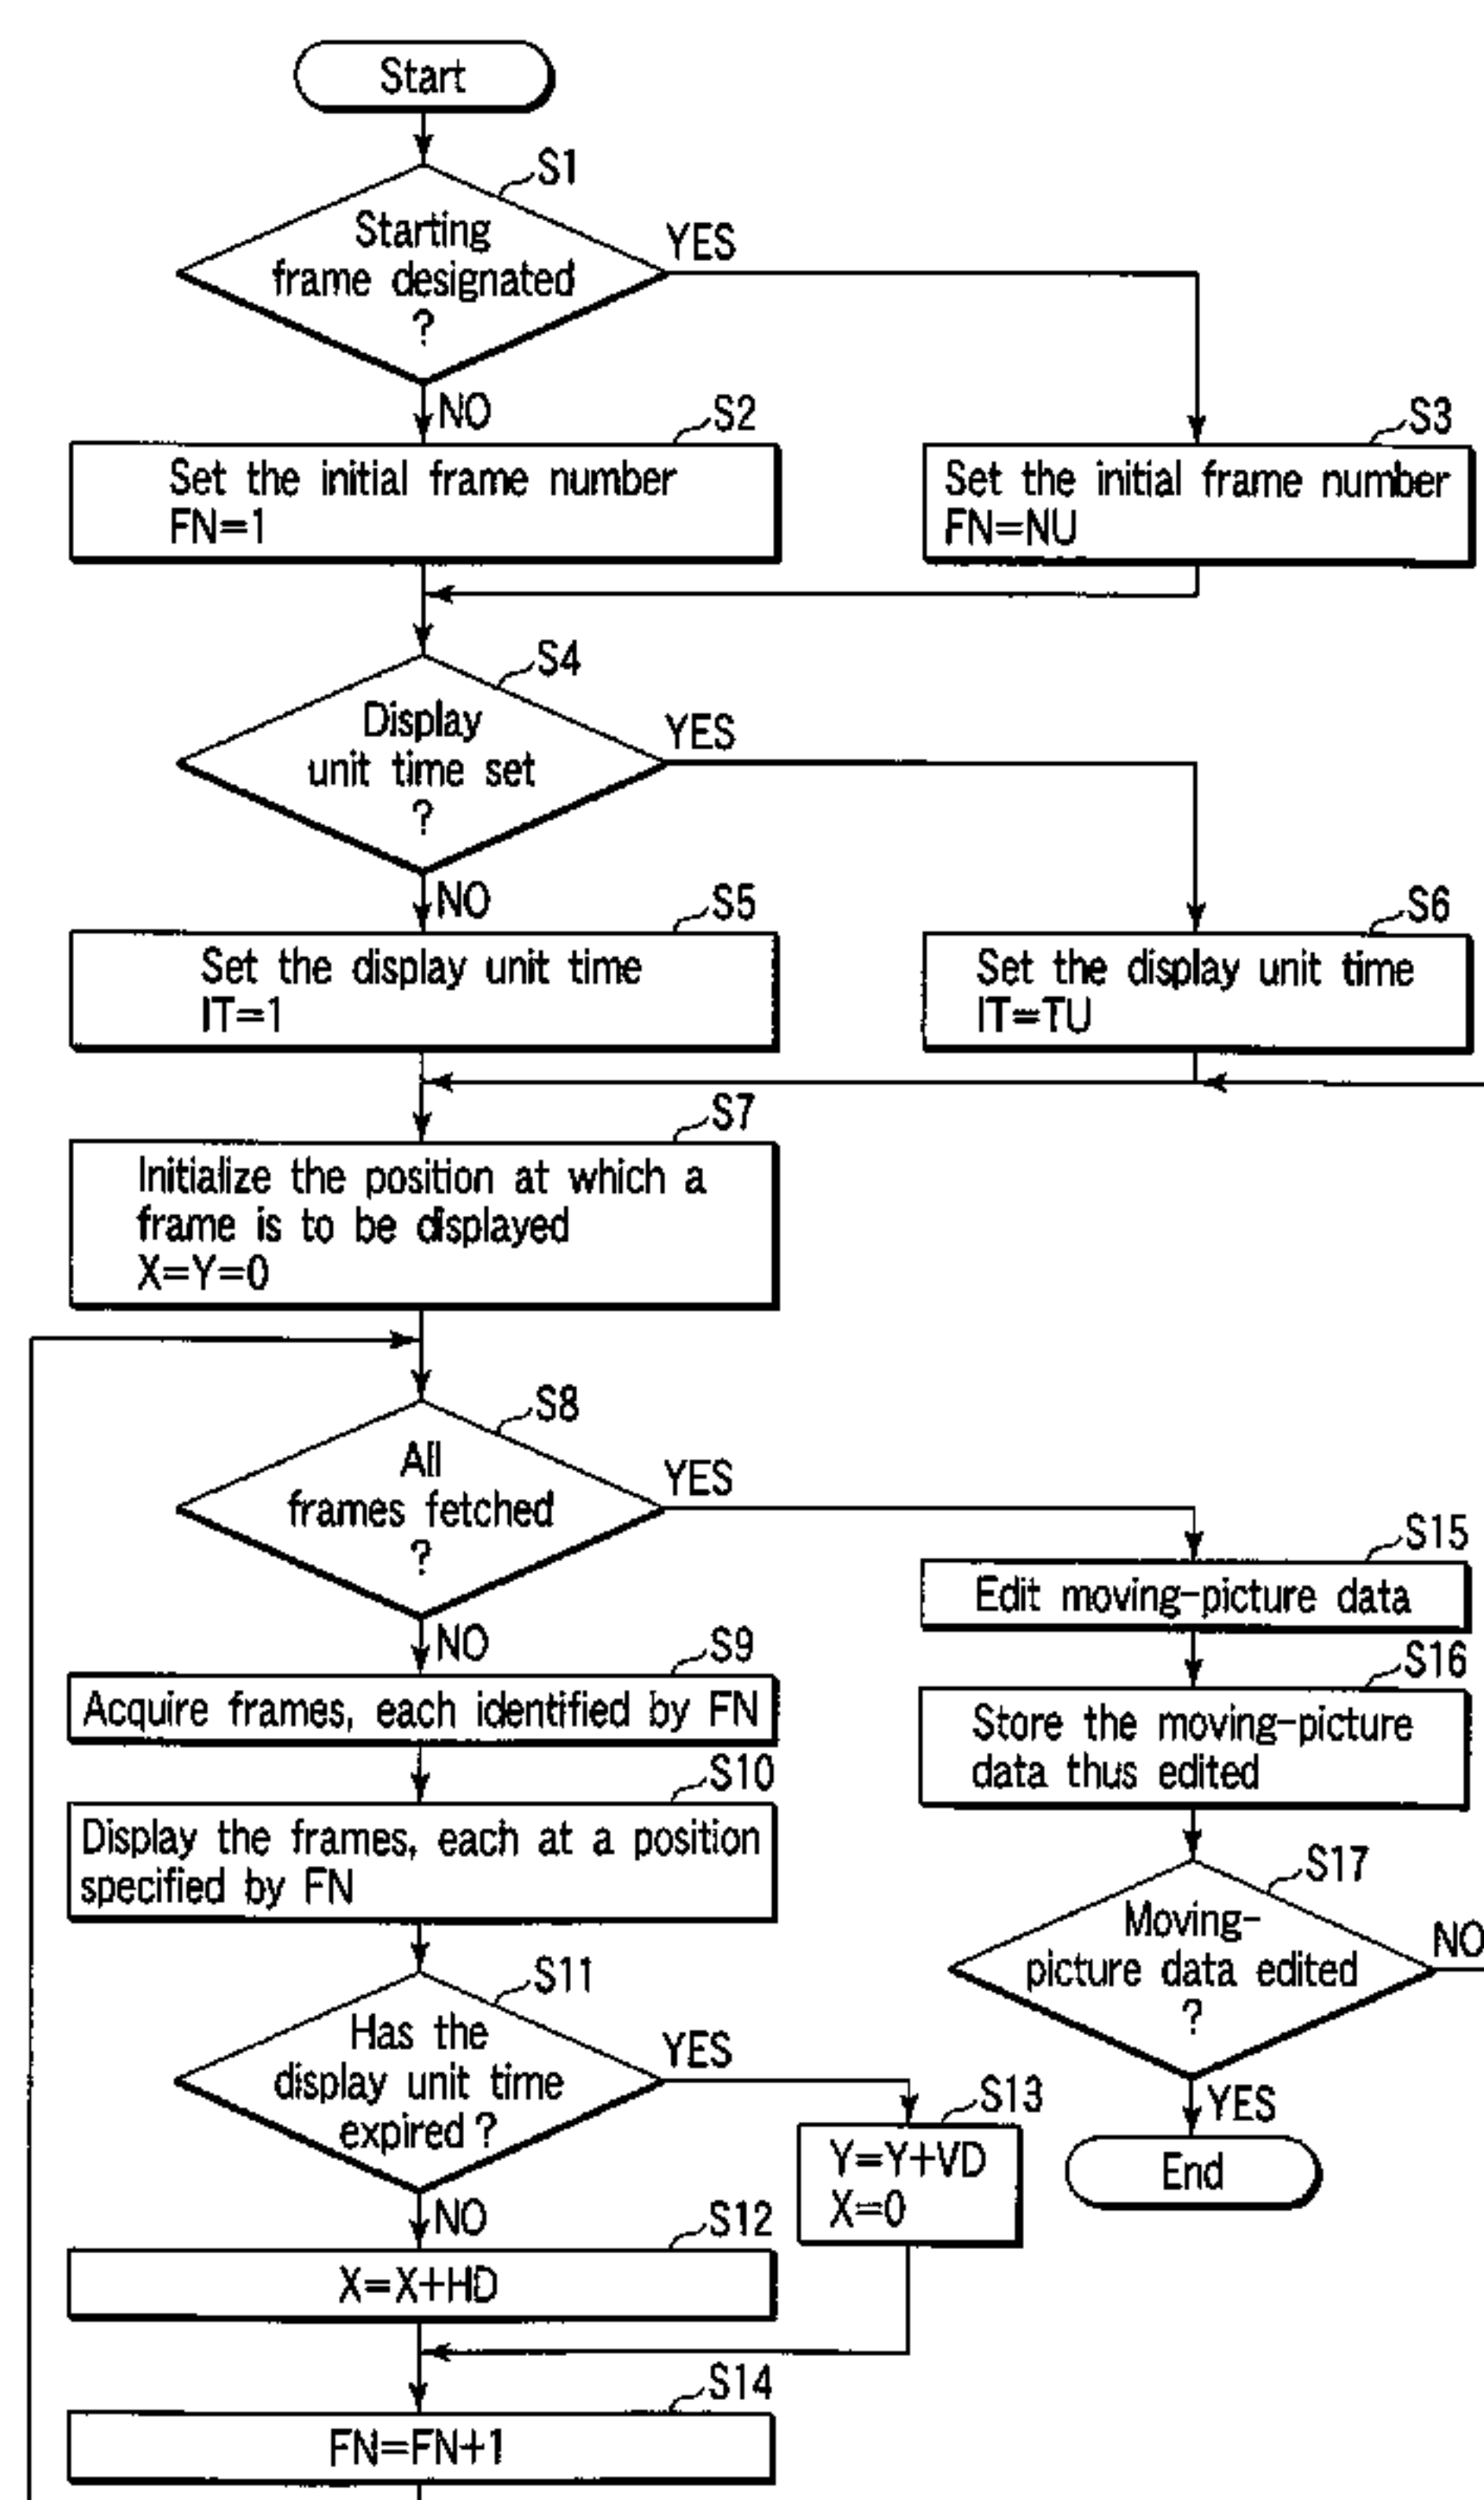 Start
S1
Starting
frame designated
?
YES
NO
S2
Set the initial frame number
FN=1
S3
Set the initial frame number
FN=NU
S4
Display
unit time set
?
YES
NO
S5
Set the display unit time
IT=1
S6
Set the display unit time
IT=TU
S7
Initialize the position at which a
frame is to be displayed
X=Y=0
S8
All
frames fetched
?
YES
NO
S9
Acquire frames, each identified by FN
S10
Display the frames, each at a position
specified by FN
S11
Has the
display unit time
expired?
YES
NO
S12
X=X+HD
S13
Y=Y+VD
X=0
S14
FN=FN+1
S15
Edit moving-picture data
S16
Store the moving-picture
data thus edited
S17
Moving-
picture data edited
?
NO
YES
End